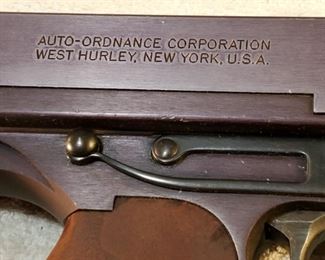 AUTO-ORDNANCE CORPORATION
WEST HURLEY, NEW YORK, U.S.A.